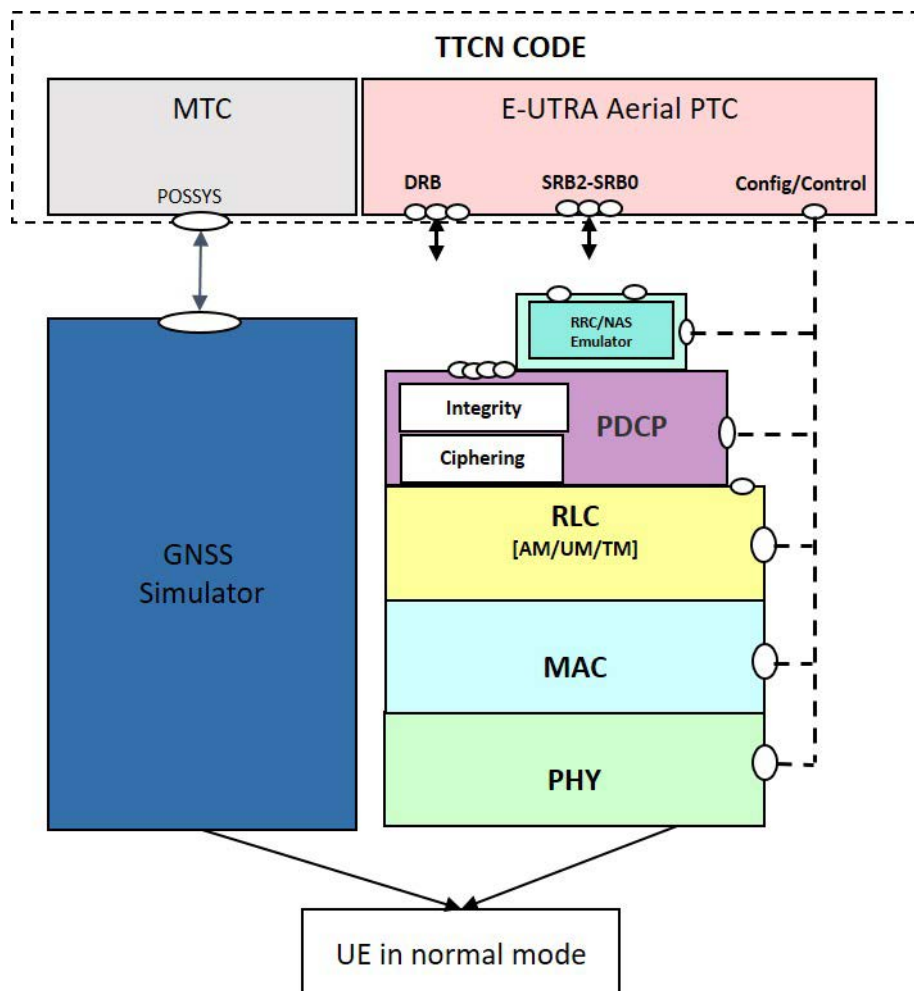 TTCN CODE
MTC
E-UTRA Aerial PTC
POSSYS
DRB
SRB2-SRB0
Config/Control
RRC/NAS
Emulator
Integrity
PDCP
Ciphering
RLC
[AM/UM/TM]
GNSS
Simulator
MAC
PHY
UE in normal mode